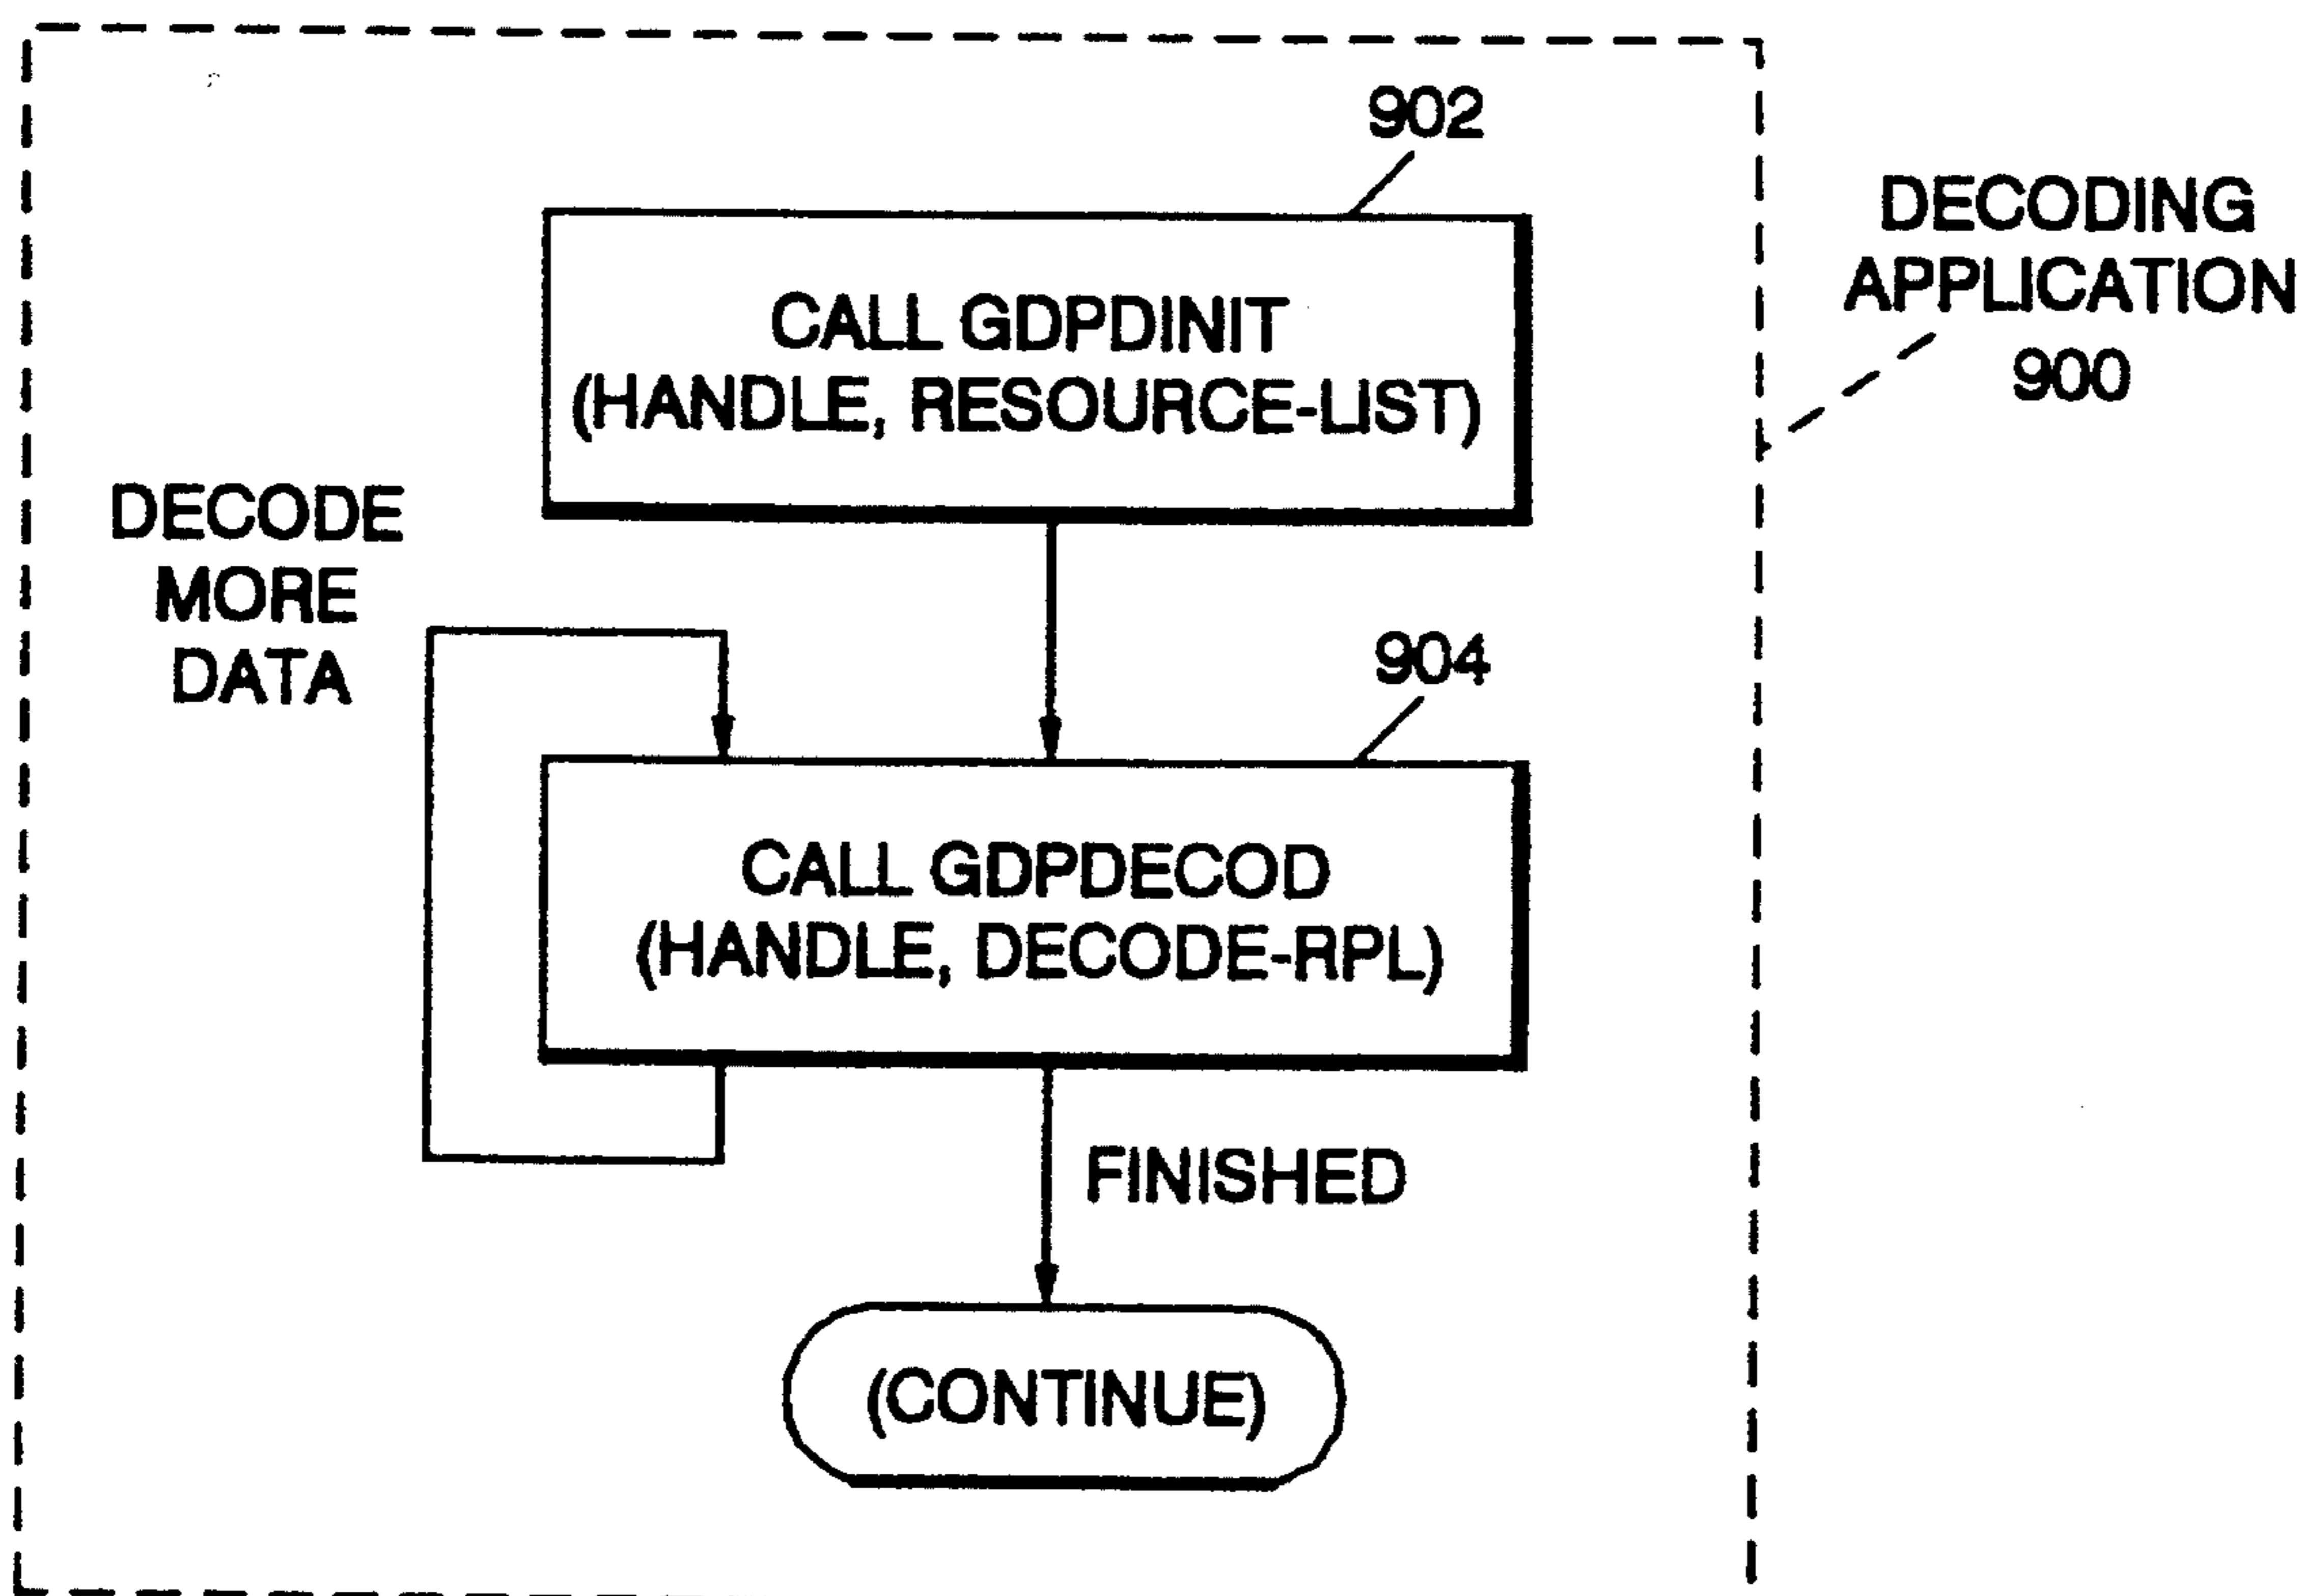 902
DECODING
APPLICATION
900
CALL GDPDINIT
(HANDLE, RESOURCE-LIST)
DECODE
MORE
DATA
904
CALL GDPDECOD
(HANDLE, DECODE-RPL)
FINISHED
(CONTINUE)